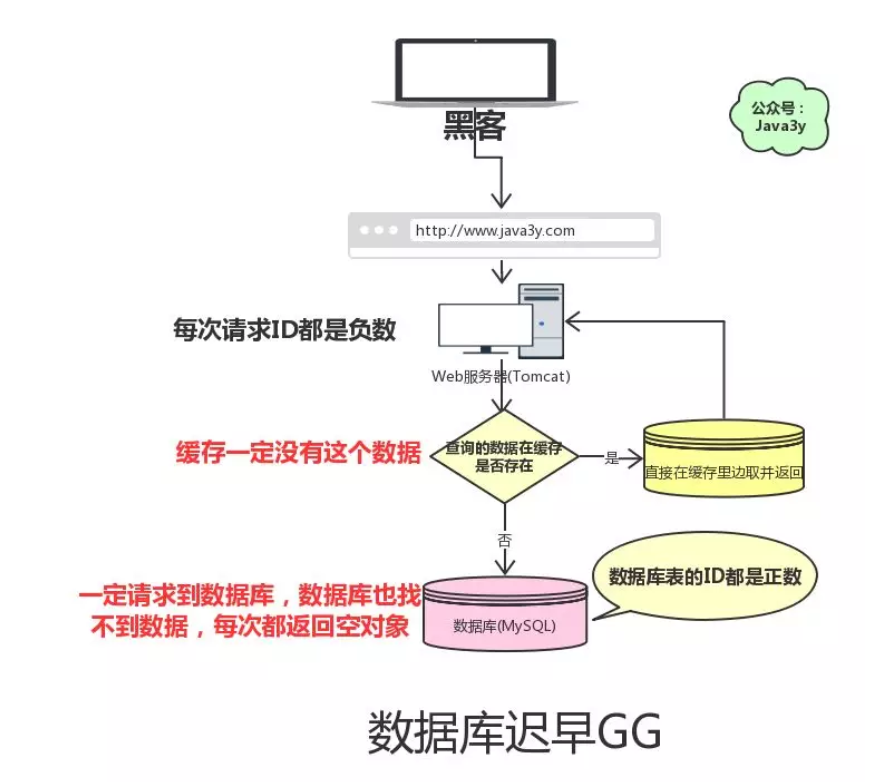 黑客
公众号：
Java3y
http://www.java3y.com
每次请求ID都是负数
Web服务器(Tomcat)
缓存一定没有这个数据
查询的数据在缓存
是否存在
是
直接在缓存里边取并返回
否
数据库表的ID都是正数
一定请求到数据库，数据库也找
不到数据，每次都返回空对象
数据库(MySQL)
数据库迟早GG